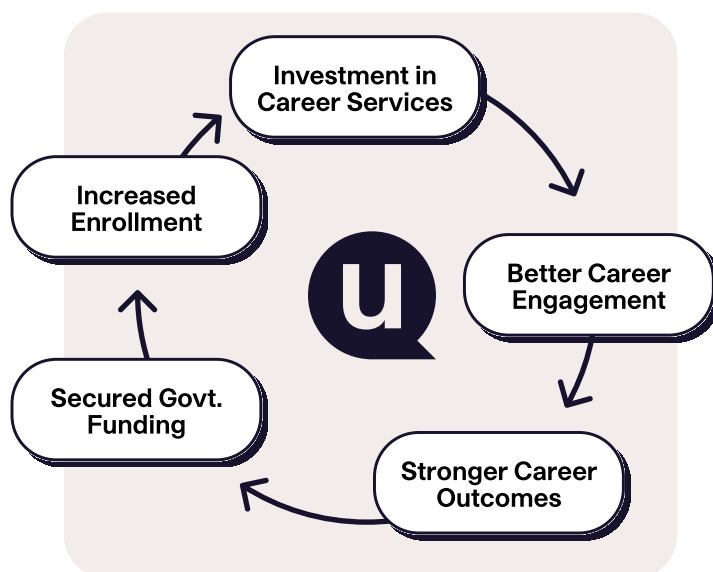 Investment in
Career Services
Better Career
Engagement
Stronger Career
Outcomes
Secured Govt.
Funding
Increased
Enrollment
u